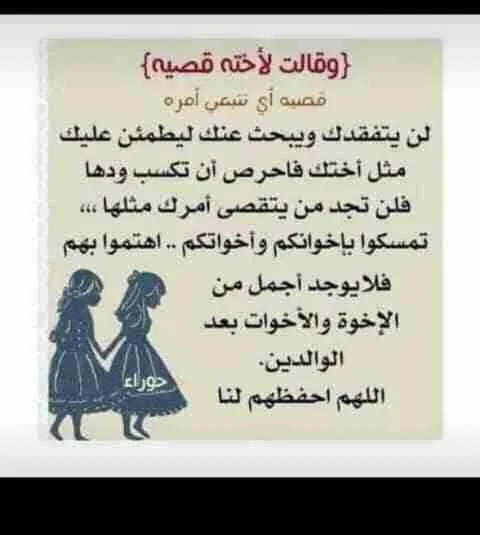 {وقالت لأخته قصيه}
قصيه أي تتبعي أمره
لن يتفقدك ويبحث عنك ليطمئن عليك
مثل أختك فاحرص أن تكسب ودها
فلن تجد من يتقصى أمرك مثلها ،،،
تمسكوا بإخوانكم وأخواتكم .. اهتموا بهم
فلايوجد أجمل من
الإخوة والأخوات بعد
الوالدين.
اللهم احفظهم لنا
حوراء